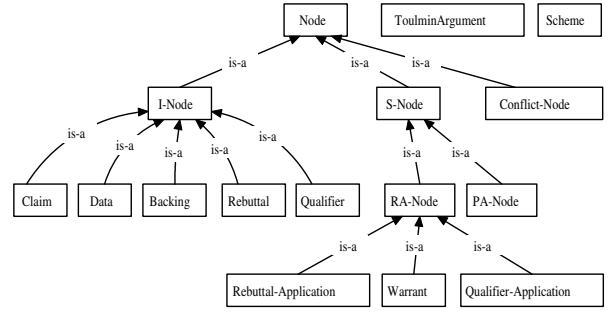 Node ToulminArgument Scheme
is-a is-a is-a
I-Node S-Node Conflict-Node
is-a is-a is-a is-a is-a is-a is-a
Claim Data Backing Rebuttal Qualifier RA-Node PA-Node
is-a is-a is-a
Rebuttal-Application Warrant Qualifier-Application